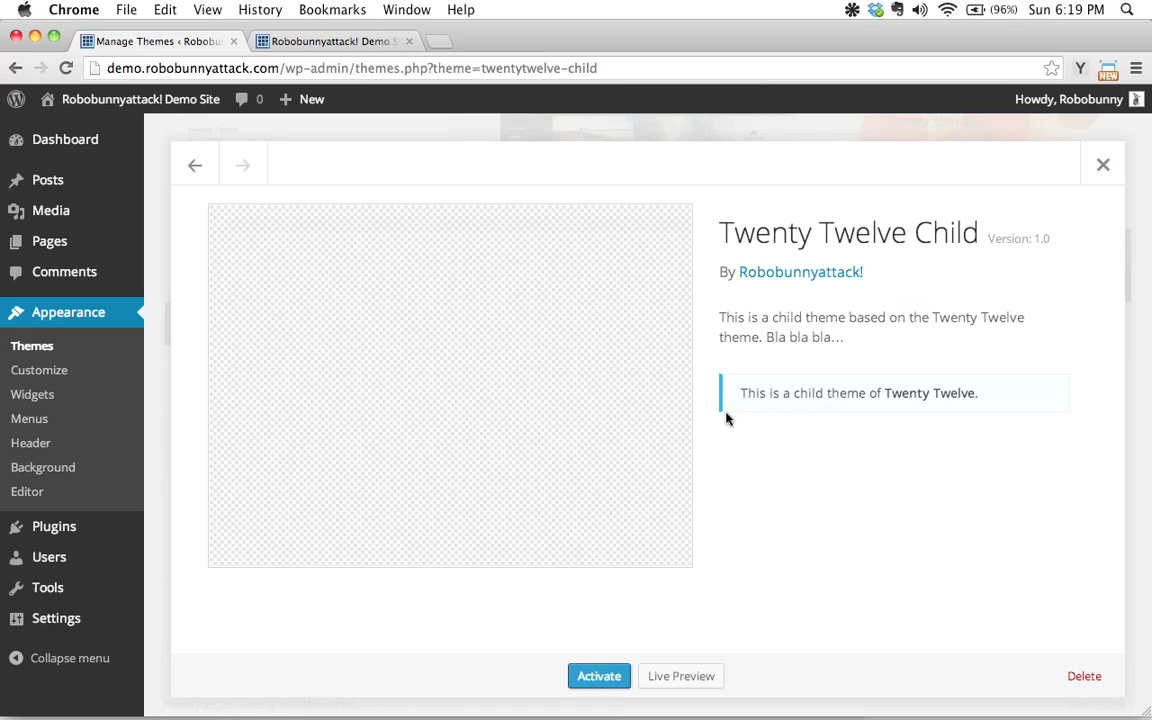 Chrome File Edit View History Bookmarks Window Help (96%) Sun 6:19 PM
Manage Themes ‹ Robobu
Robobunnyattack! Demo S
demo.robobunnyattack.com/wp-admin/themes.php?theme=twentytwelve-child
NEW
Robobunnyattack! Demo Site 0 New Howdy, Robobunny
Dashboard
Posts
Media
Pages
Comments
Appearance
Themes
Customize
Widgets
Menus
Header
Background
Editor
Plugins
Users
Tools
Settings
Collapse menu
Twenty Twelve Child Version: 1.0
By Robobunnyattack!
This is a child theme based on the Twenty Twelve
theme. Bla bla bla…
This is a child theme of Twenty Twelve.
Activate Live Preview Delete